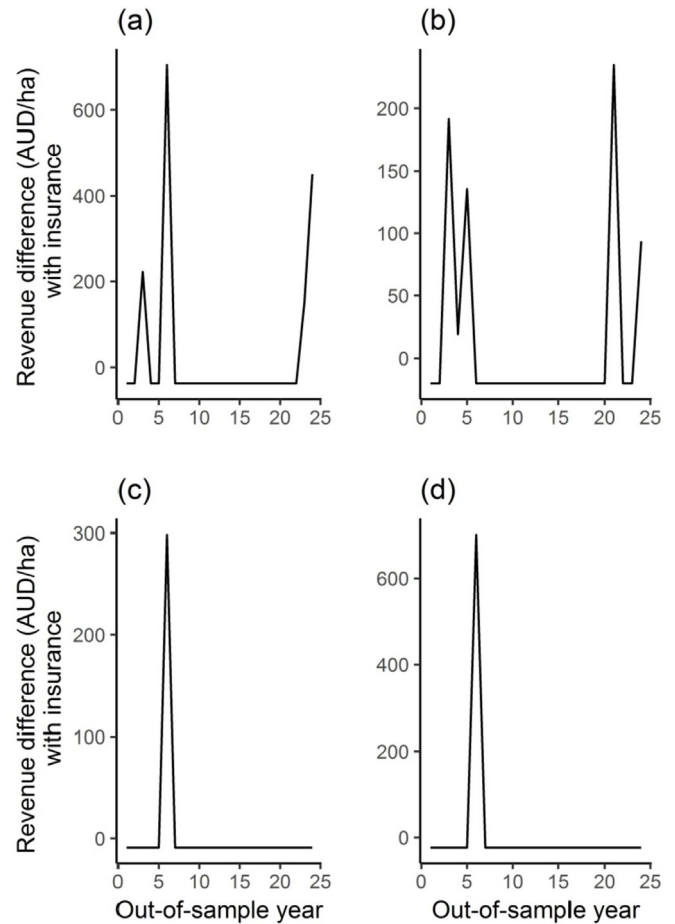 (a)
(b)
Revenue difference (AUD/ha)
with insurance
600
400
200
0
0 5 10 15 20 25
200
150
100
50
0
0 5 10 15 20 25
(c)
(d)
Revenue difference (AUD/ha)
with insurance
300
200
100
0
0 5 10 15 20 25
Out-of-sample year
600
400
200
0
0 5 10 15 20 25
Out-of-sample year